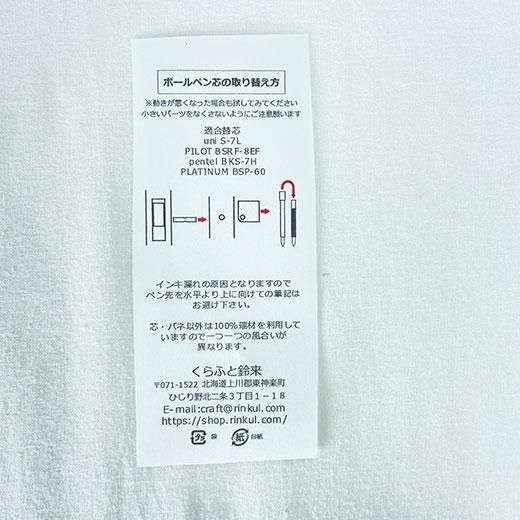 ボールペン芯の取り替え方
※動きが悪くなった場合も試してみてください
小さいパーツをなくさないようにご注意願います
適合替芯
uni S-7L
PILOT BSRF-8EF
pentel BKS-7H
PLATINUM BSP-60
インキ漏れの原因となりますので
ペン先を水平より上に向けての筆記は
お避け下さい。
芯・バネ以外は100%端材を利用して
いますので一つ一つの風合いが
異なります。
くらふと鈴来
〒071-1522 北海道上川郡東神楽町
ひじり野北二条3丁目1－18
E-mail:craft@rinkul.com
https://shop.rinkul.com/
プラ 袋 紙 台紙